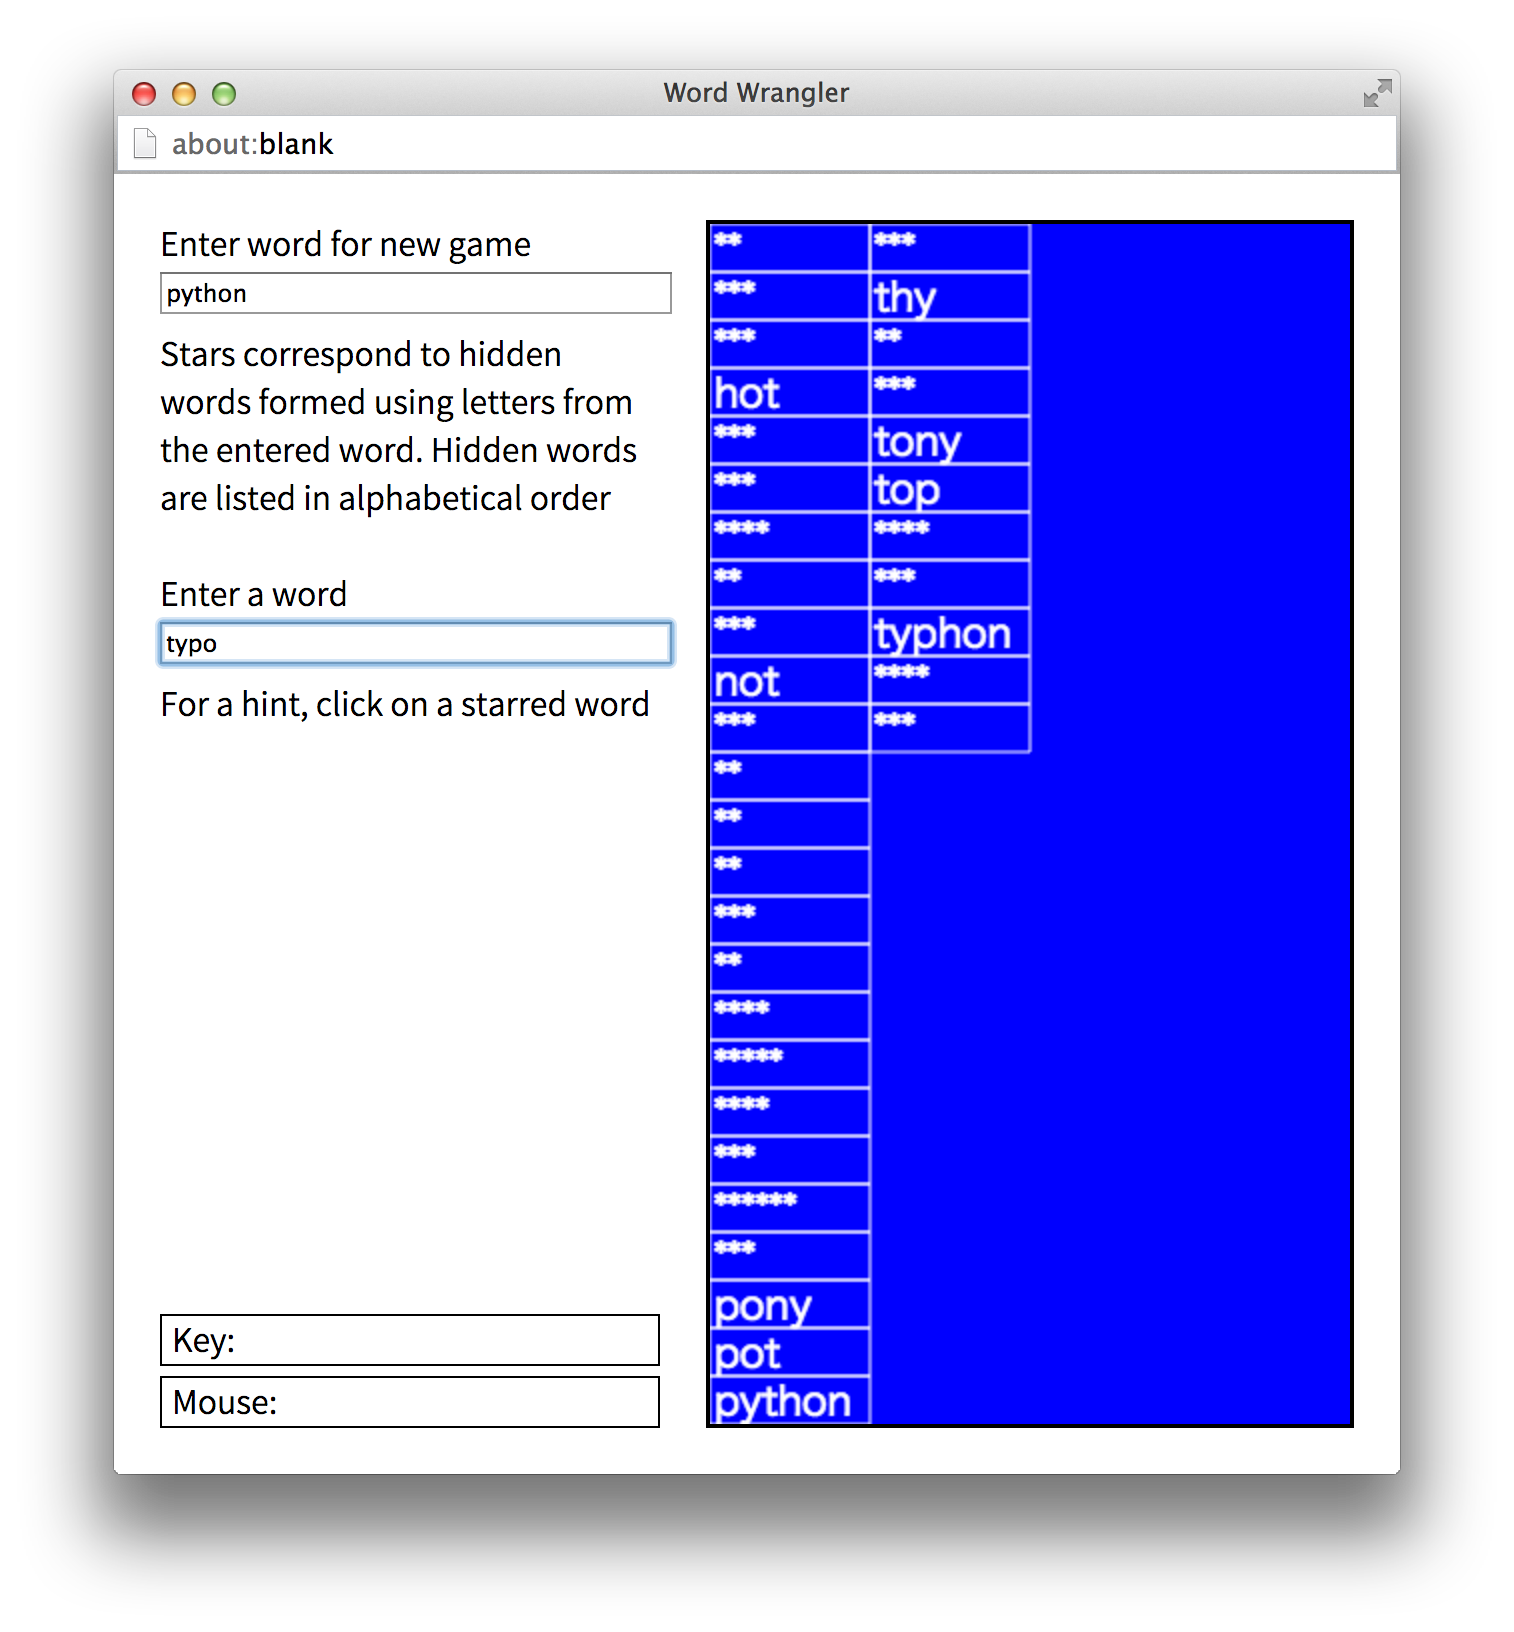 Word Wrangler
about:blank
Enter word for new game
python
Stars correspond to hidden
words formed using letters from
the entered word. Hidden words
are listed in alphabetical order
Enter a word
typo
For a hint, click on a starred word
Key:
Mouse:
**
***
***
hot
***
***
****
**
***
not
***
**
**
**
***
**
****
*****
****
***
******
***
pony
pot
python
***
thy
**
***
tony
top
****
***
typhon
****
***